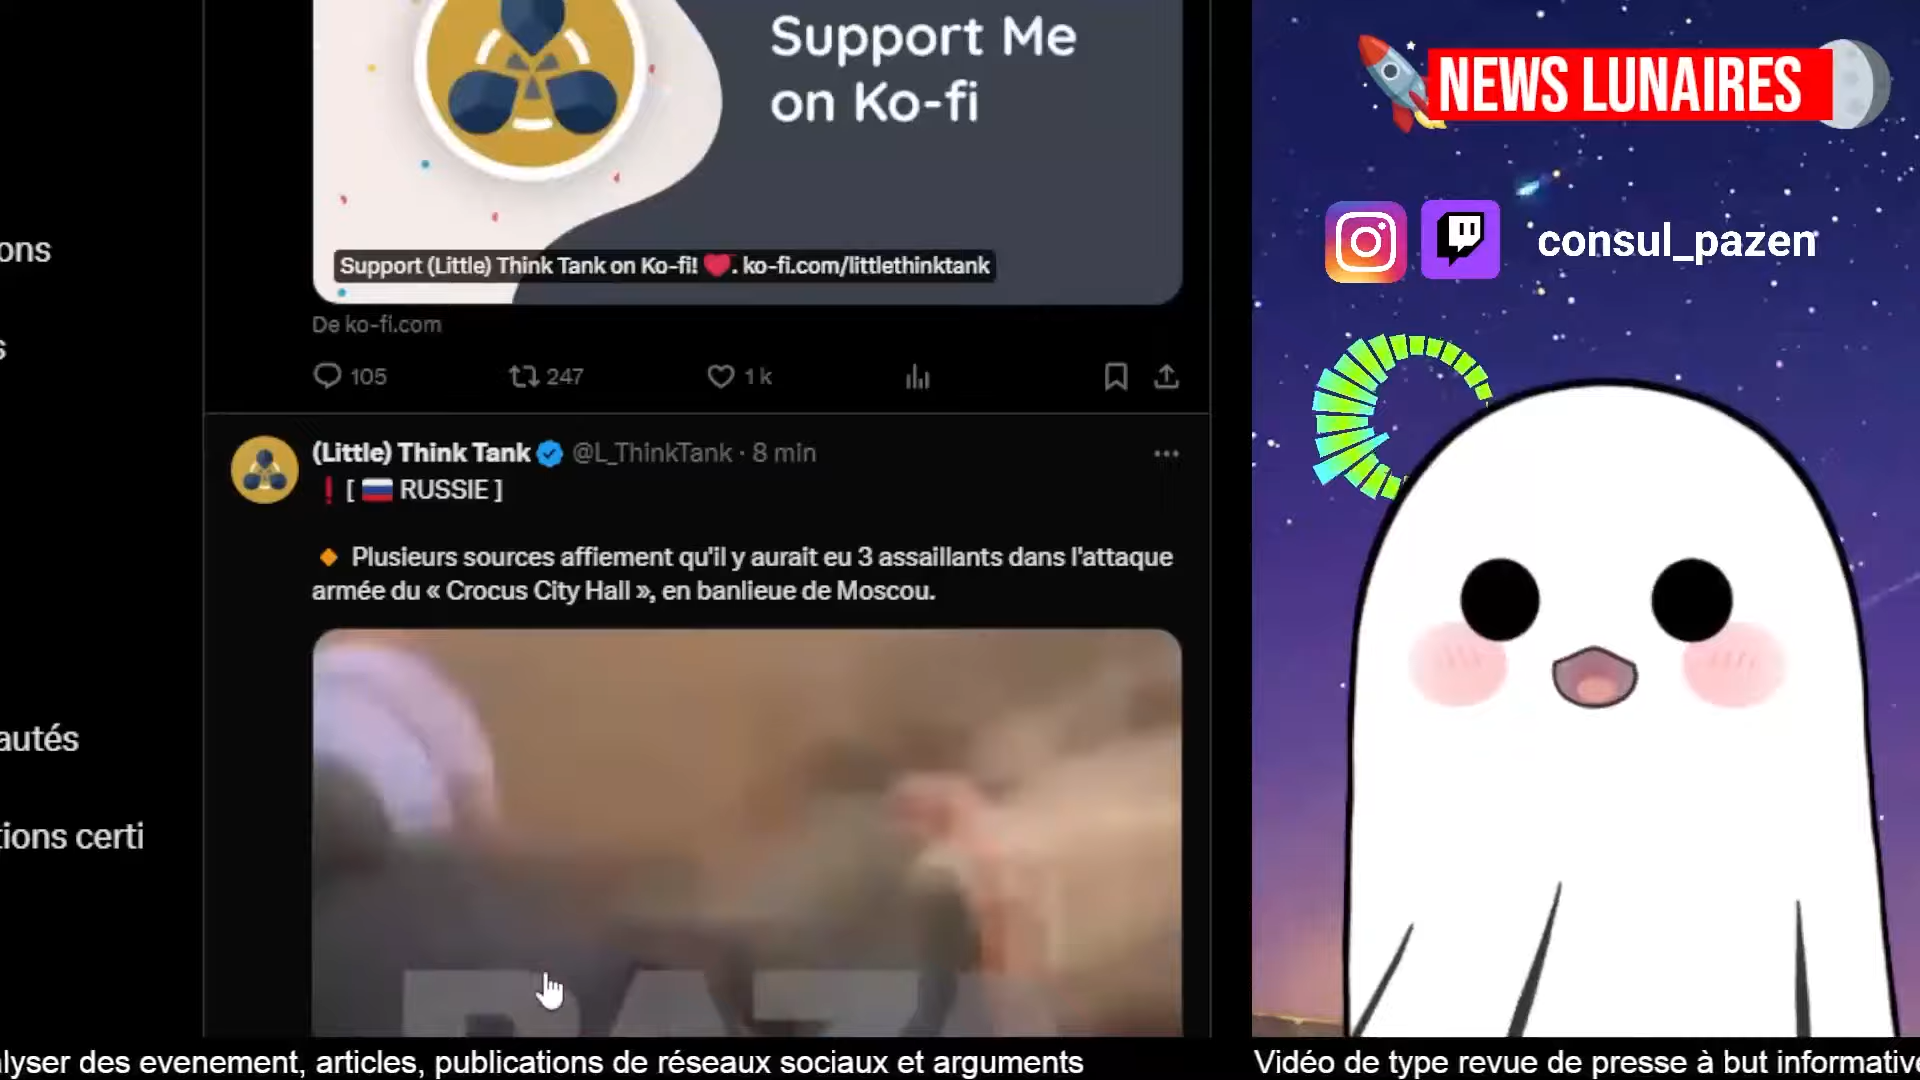 Support Me
on Ko-fi
Support (Little) Think Tank on Ko-fi! ❤️. ko-fi.com/littlethinktank
De ko-fi.com
105 247 1 k
(Little) Think Tank @L_ThinkTank · 8 min
❗ [ 🇷🇺 RUSSIE ]
🔸 Plusieurs sources affiement qu'il y aurait eu 3 assaillants dans l'attaque
armée du « Crocus City Hall », en banlieue de Moscou.
ons
s
autés
tions certi
NEWS LUNAIRES
consul_pazen
lyser des evenement, articles, publications de réseaux sociaux et arguments
Vidéo de type revue de presse à but informative